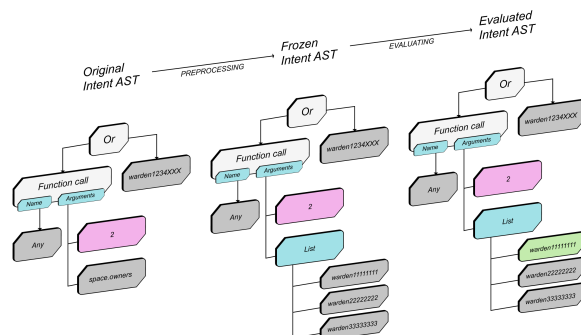 Original
Intent AST
PREPROCESSING
Frozen
Intent AST
EVALUATING
Evaluated
Intent AST
Or
Function call
warden1234XXX
Name
Arguments
Any
2
space.owners
Or
Function call
warden1234XXX
Name
Arguments
Any
2
List
warden11111111
warden22222222
warden33333333
Or
Function call
warden1234XXX
Name
Arguments
Any
2
List
warden11111111
warden22222222
warden33333333